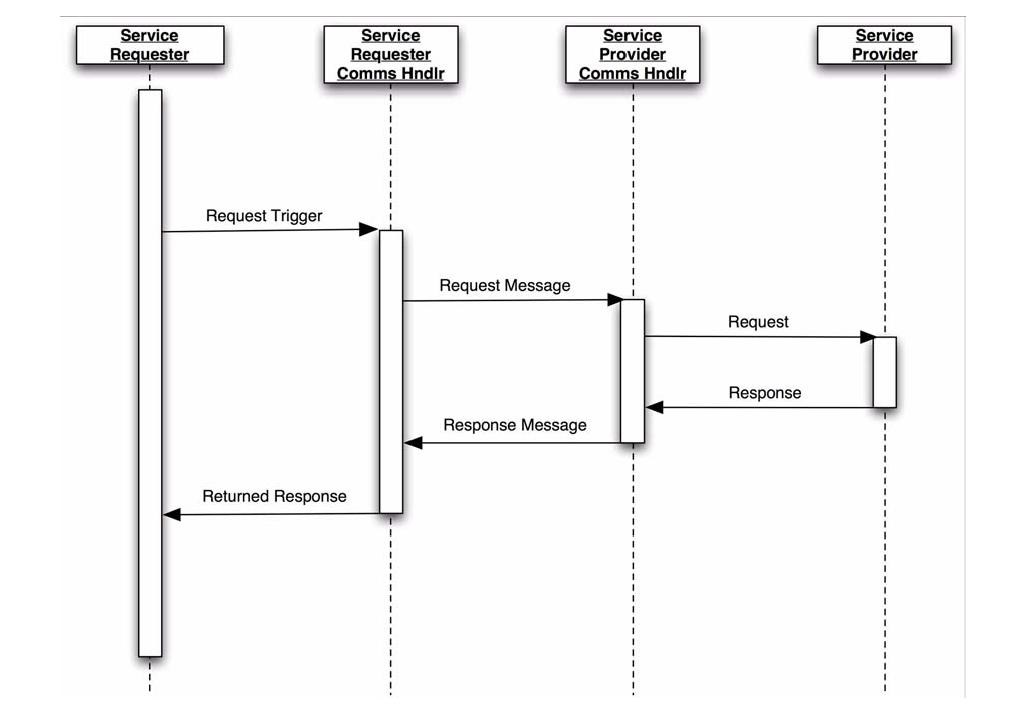 Service
Requester
Service
Requester
Comms Hndlr
Service
Provider
Comms Hndlr
Service
Provider
Request Trigger
Request Message
Request
Response
Response Message
Returned Response